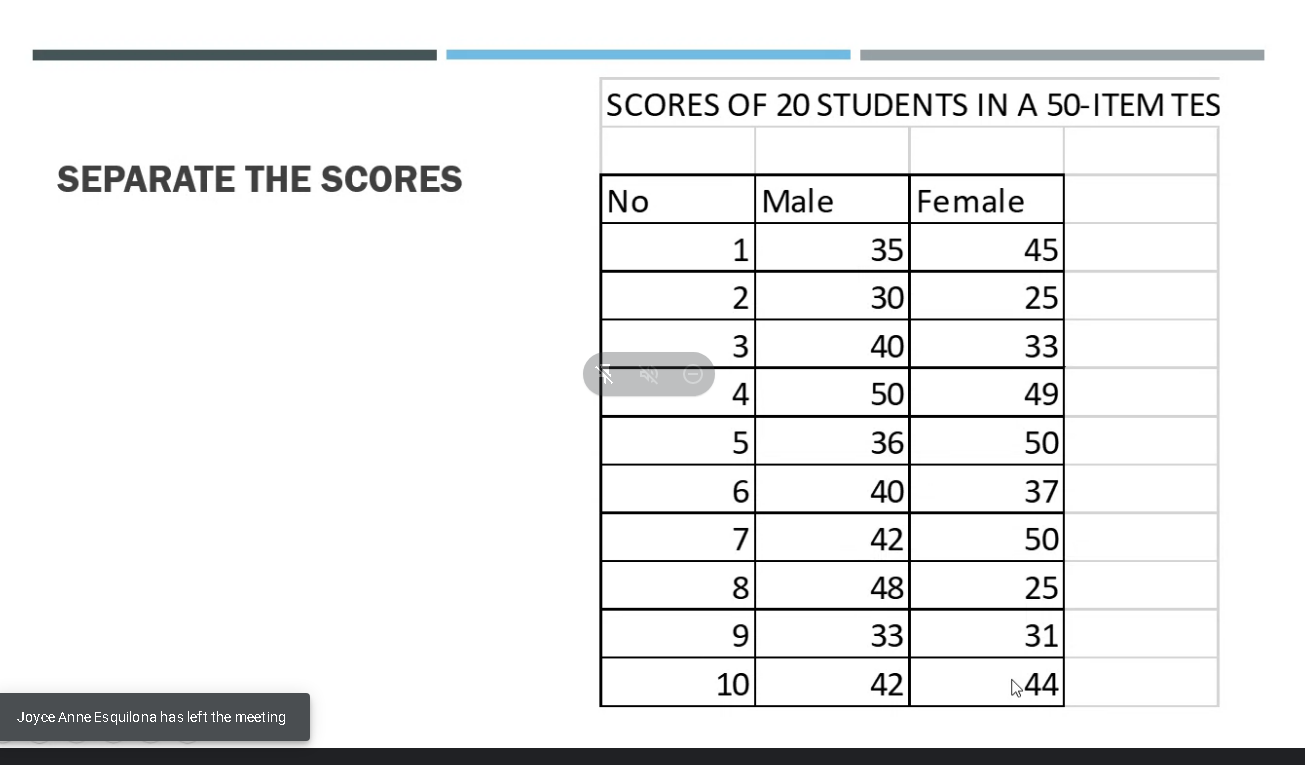 SCORES OF 20 STUDENTS IN A 50-ITEM TES
SEPARATE THE SCORES
No Male Female
1 35 45
2 30 25
3 40 33
4 50 49
5 36 50
6 40 37
7 42 50
8 48 25
9 33 31
10 42 44
Joyce Anne Esquilona has left the meeting